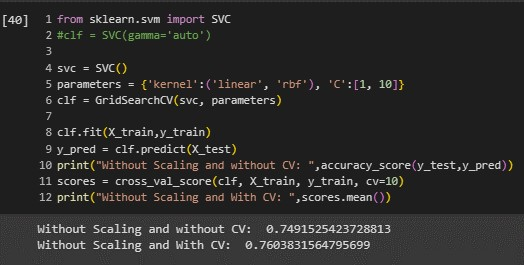 [40] 1 from sklearn.svm import SVC
2 #clf = SVC(gamma='auto')
3
4 svc = SVC()
5 parameters = {'kernel':('linear', 'rbf'), 'C':[1, 10]}
6 clf = GridSearchCV(svc, parameters)
7
8 clf.fit(X_train,y_train)
9 y_pred = clf.predict(X_test)
10 print("Without Scaling and without CV: ",accuracy_score(y_test,y_pred))
11 scores = cross_val_score(clf, X_train, y_train, cv=10)
12 print("Without Scaling and With CV: ",scores.mean())
Without Scaling and without CV:  0.7491525423728813
Without Scaling and With CV:  0.7603831564795699